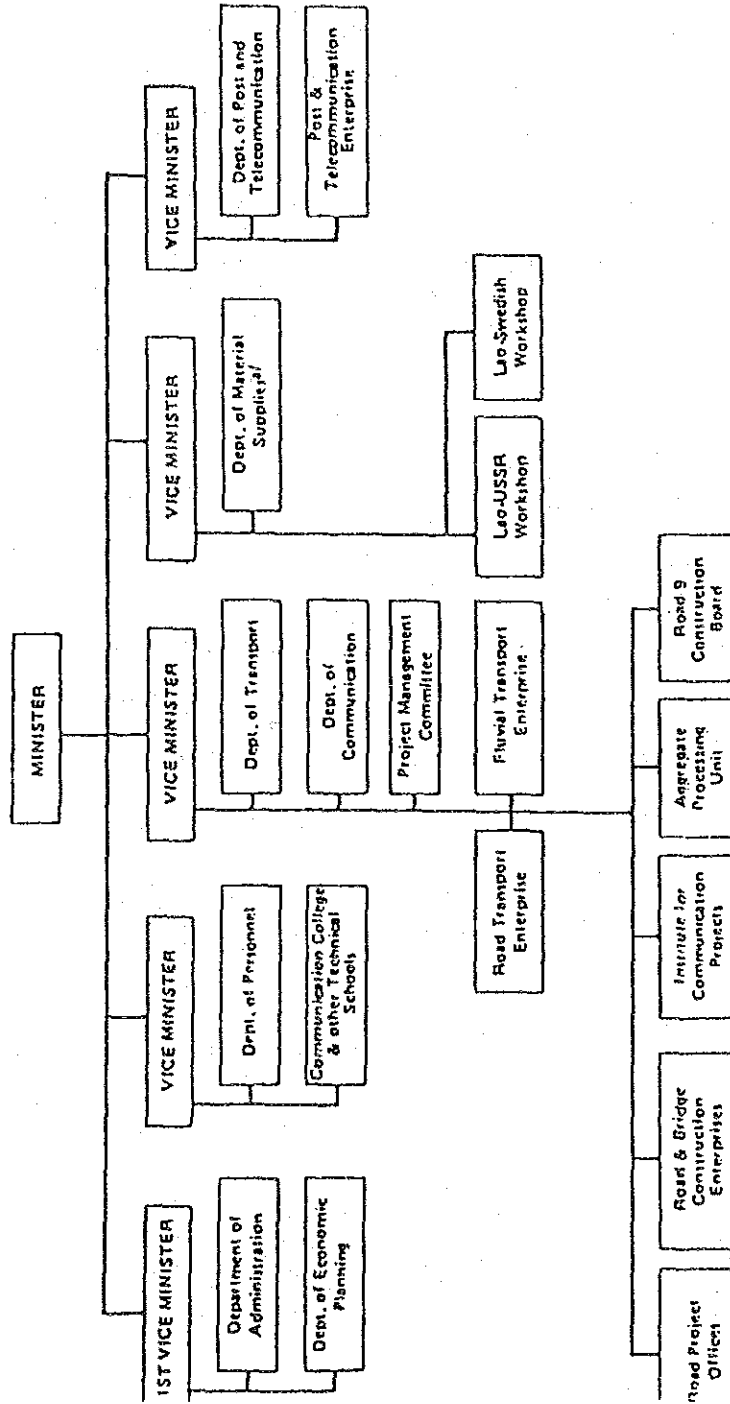 MINISTER
IST VICE MINISTER
VICE MINISTER
VICE MINISTER
VICE MINISTER
VICE MINISTER
Department of
Administration
Dept. of Economic
Planning
Dept. of Personnel
Communication College
& other Technical
Schools
Dept. of Transport
Dept. of
Communication
Project Management
Committee
Road Transport
Enterprise
Fluvial Transport
Enterprise
Dept. of Material
Supplies a/
Lao-USSR
Workshop
Lao-Swedish
Workshop
Dept. of Post and
Telecommunication
Post &
Telecommunication
Enterprise
Road Project
Offices
Road & Bridge
Construction
Enterprises
Institute for
Communication
Projects
Aggregate
Processing
Unit
Road 9
Construction
Board